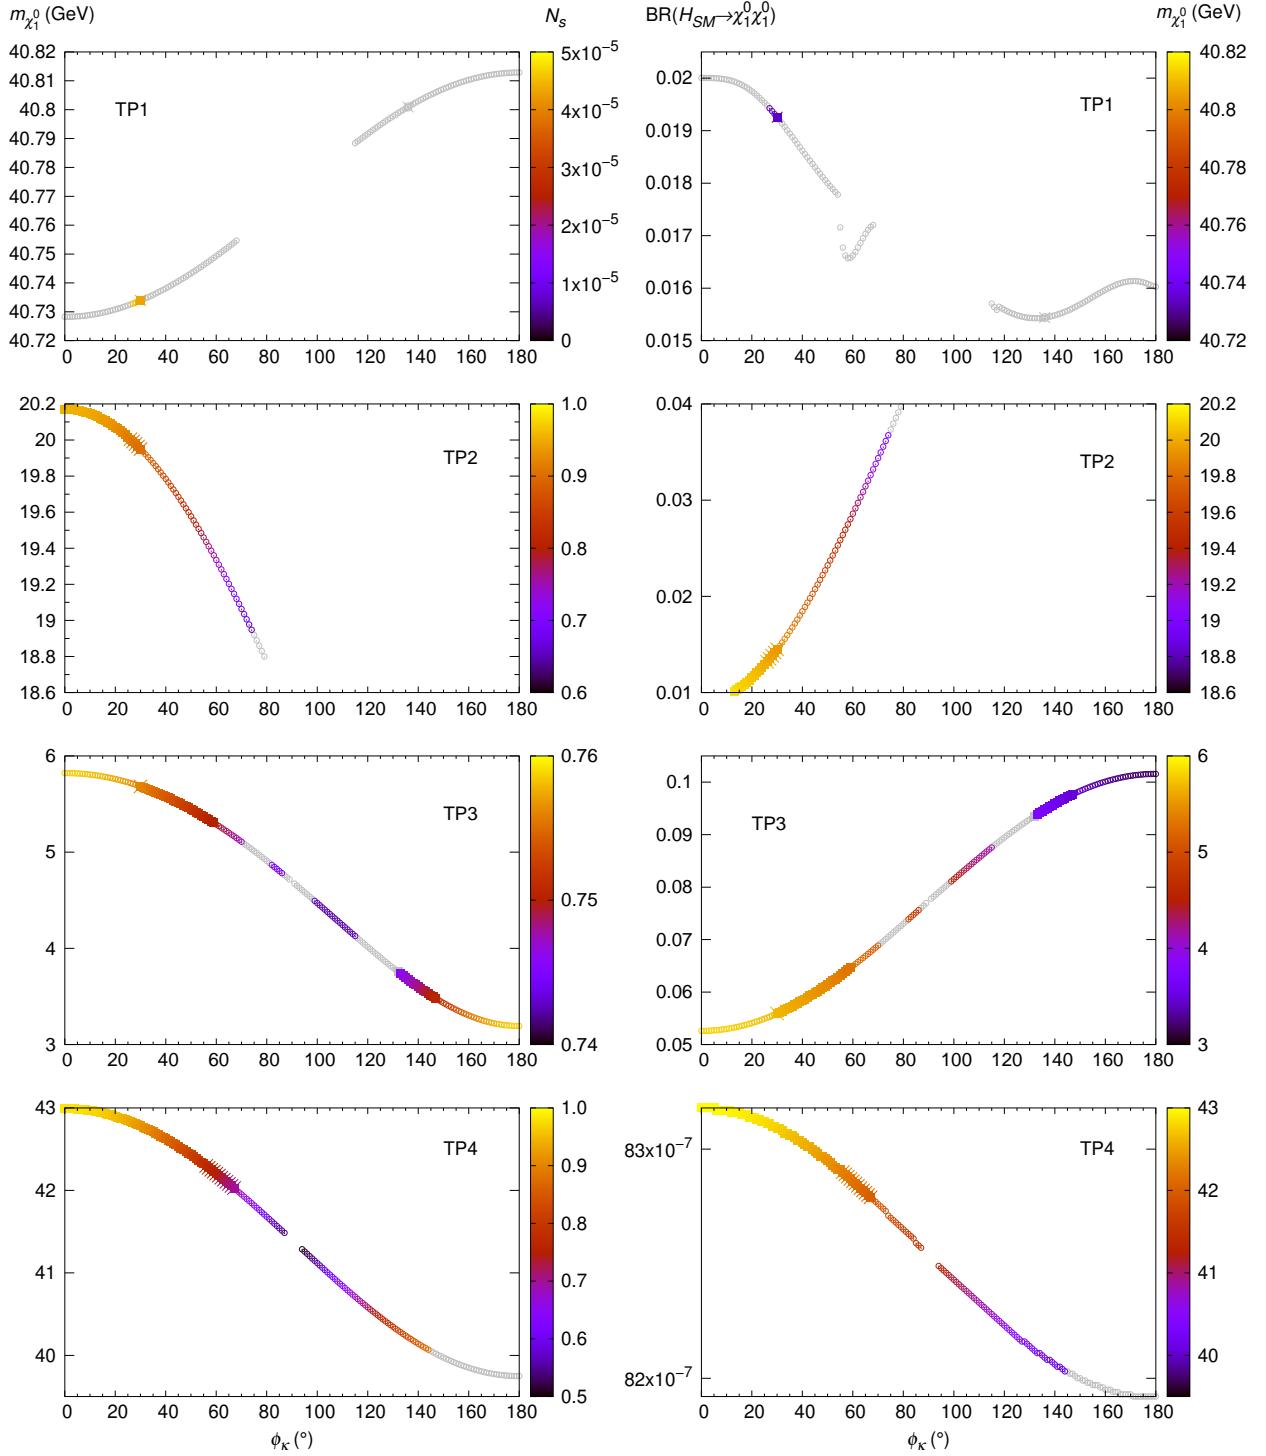 m_{χ_1^0} (GeV) N_s BR(H_{SM}→χ_1^0χ_1^0) m_{χ_1^0} (GeV)
40.82 5x10^{-5} 40.82
40.81 0.02
40.8 TP1 4x10^{-5} TP1 40.8
40.79 0.019
40.78 3x10^{-5} 0.018 40.78
40.77
40.76 2x10^{-5} 0.017 40.76
40.75
40.74 1x10^{-5} 0.016 40.74
40.73
40.72 0 0.015 40.72
0 20 40 60 80 100 120 140 160 180 0 20 40 60 80 100 120 140 160 180
20.2 1.0 0.04 20.2
20 TP2 0.9 TP2 20
19.8 0.03 19.8
19.6 19.6
19.4 0.8 19.4
19.2 0.02 19.2
19 0.7 19
18.8 18.8
18.6 0.6 0.01 18.6
0 20 40 60 80 100 120 140 160 180 0 20 40 60 80 100 120 140 160 180
6 0.76 0.1 6
TP3 0.09 TP3
5 0.75 0.08 5
0.07
4 0.06 4
3 0.74 0.05 3
0 20 40 60 80 100 120 140 160 180 0 20 40 60 80 100 120 140 160 180
43 1.0 43
TP4 0.9 83x10^{-7} TP4
42 0.8 42
41 0.7 41
0.6
40 82x10^{-7} 40
0.5
0 20 40 60 80 100 120 140 160 180 0 20 40 60 80 100 120 140 160 180
ϕ_κ (°) ϕ_κ (°)